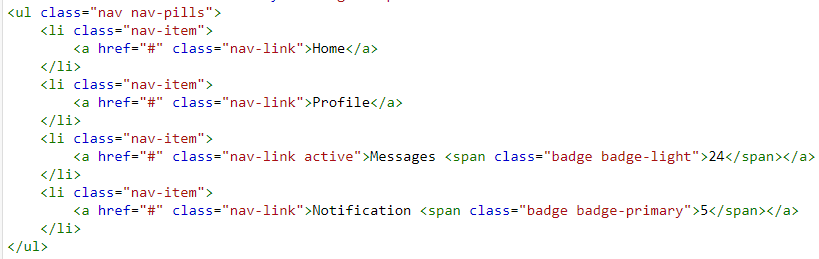 <ul class="nav nav-pills">
    <li class="nav-item">
        <a href="#" class="nav-link">Home</a>
    </li>
    <li class="nav-item">
        <a href="#" class="nav-link">Profile</a>
    </li>
    <li class="nav-item">
        <a href="#" class="nav-link active">Messages <span class="badge badge-light">24</span></a>
    </li>
    <li class="nav-item">
        <a href="#" class="nav-link">Notification <span class="badge badge-primary">5</span></a>
    </li>
</ul>